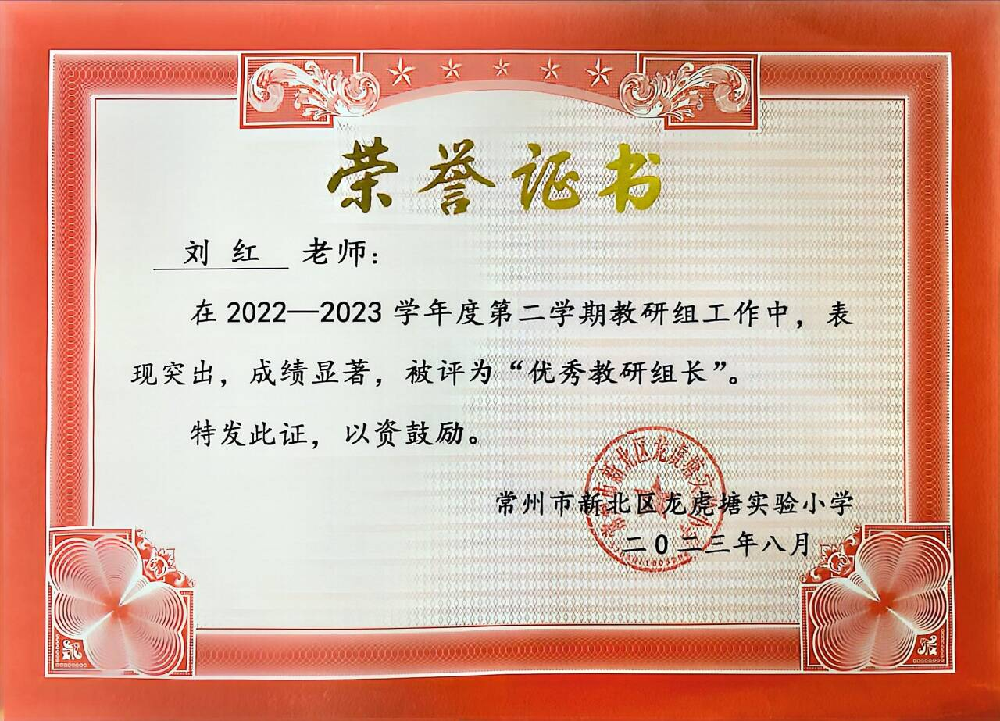 荣誉证书
刘 红 老师：
在 2022—2023 学年度第二学期教研组工作中，表
现突出，成绩显著，被评为“优秀教研组长”。
特发此证，以资鼓励。
常州市新北区龙虎塘实验小学
二0二三年八月